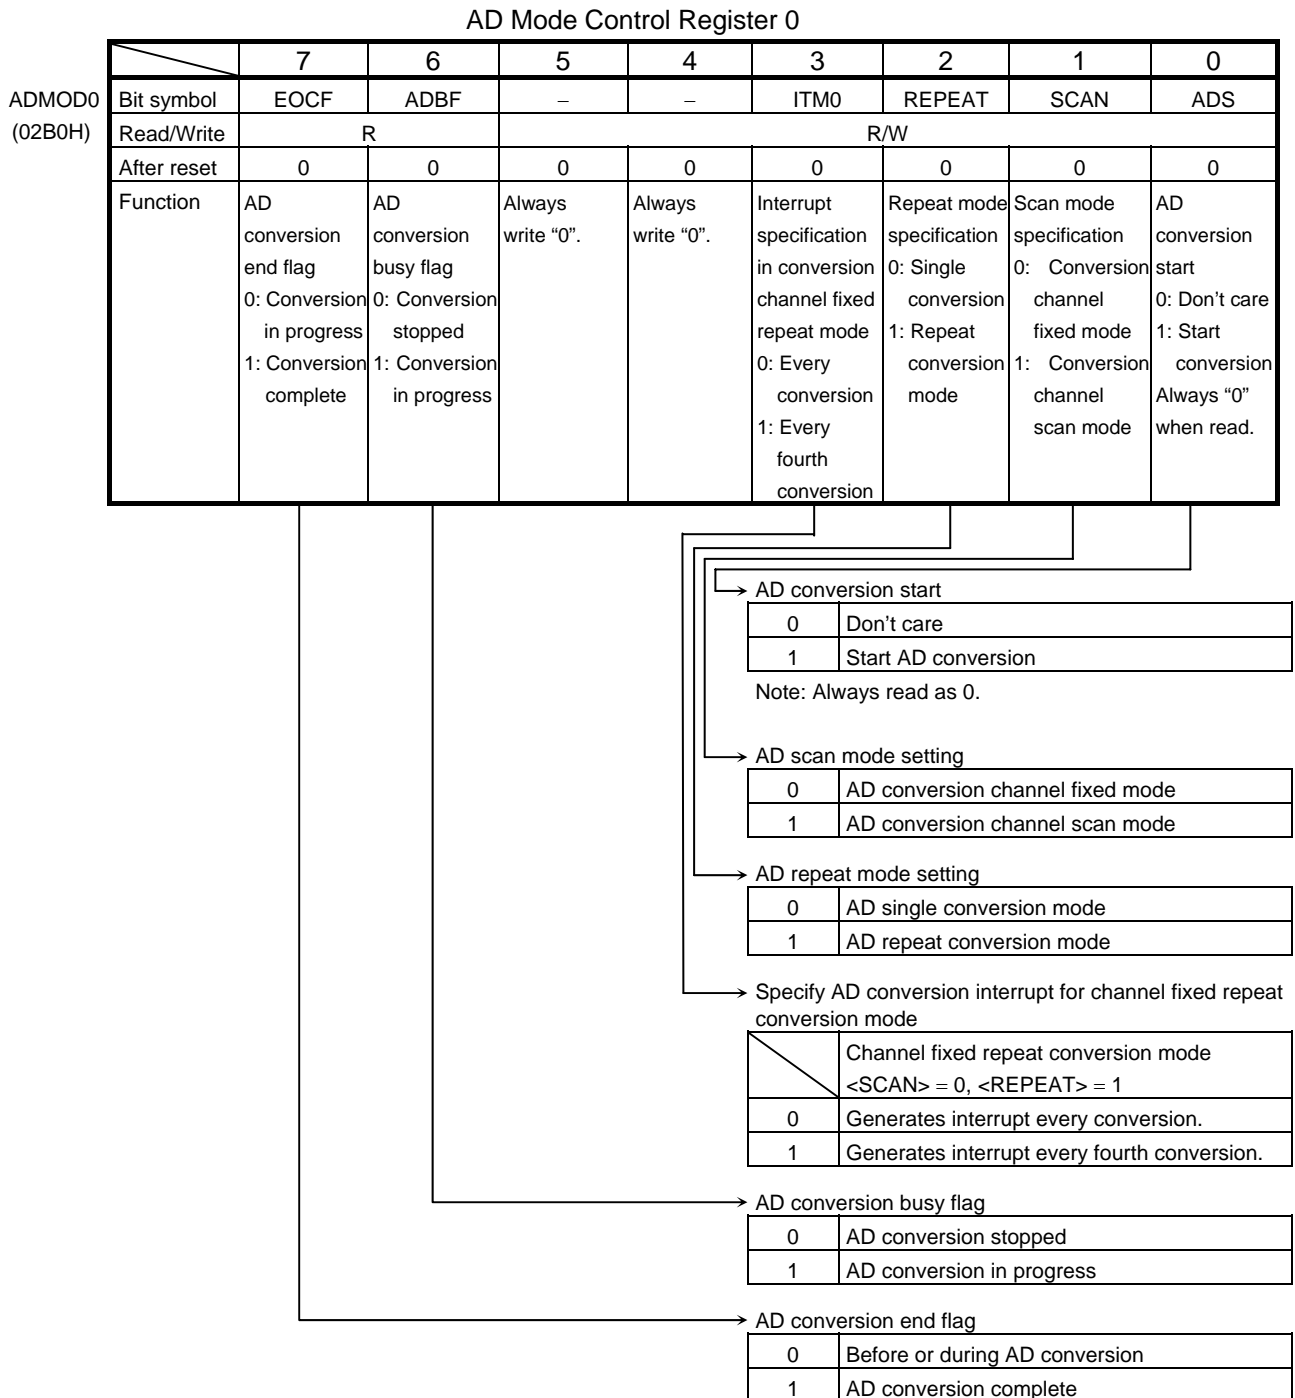 AD Mode Control Register 0
7 6 5 4 3 2 1 0
ADMOD0 Bit symbol EOCF ADBF − − ITM0 REPEAT SCAN ADS
(02B0H) Read/Write R R/W
After reset 0 0 0 0 0 0 0 0
Function AD Always Always Interrupt Repeat mode Scan mode AD
AD
conversion conversion write “0”. write “0”. specification specification specification conversion
end flag busy flag in conversion 0: Single 0: Conversion start
0: Conversion 0: Conversion channel fixed conversion channel 0: Don't care
in progress stopped repeat mode 1: Repeat fixed mode 1: Start
1: Conversion 1: Conversion 0: Every conversion 1: Conversion conversion
complete in progress conversion mode channel Always “0”
1: Every scan mode when read.
fourth
conversion
AD conversion start
0 Don't care
1 Start AD conversion
Note: Always read as 0.
AD scan mode setting
0 AD conversion channel fixed mode
1 AD conversion channel scan mode
AD repeat mode setting
0 AD single conversion mode
1 AD repeat conversion mode
Specify AD conversion interrupt for channel fixed repeat
conversion mode
Channel fixed repeat conversion mode
<SCAN> = 0, <REPEAT> = 1
0 Generates interrupt every conversion.
1 Generates interrupt every fourth conversion.
AD conversion busy flag
0 AD conversion stopped
1 AD conversion in progress
AD conversion end flag
0 Before or during AD conversion
1 AD conversion complete